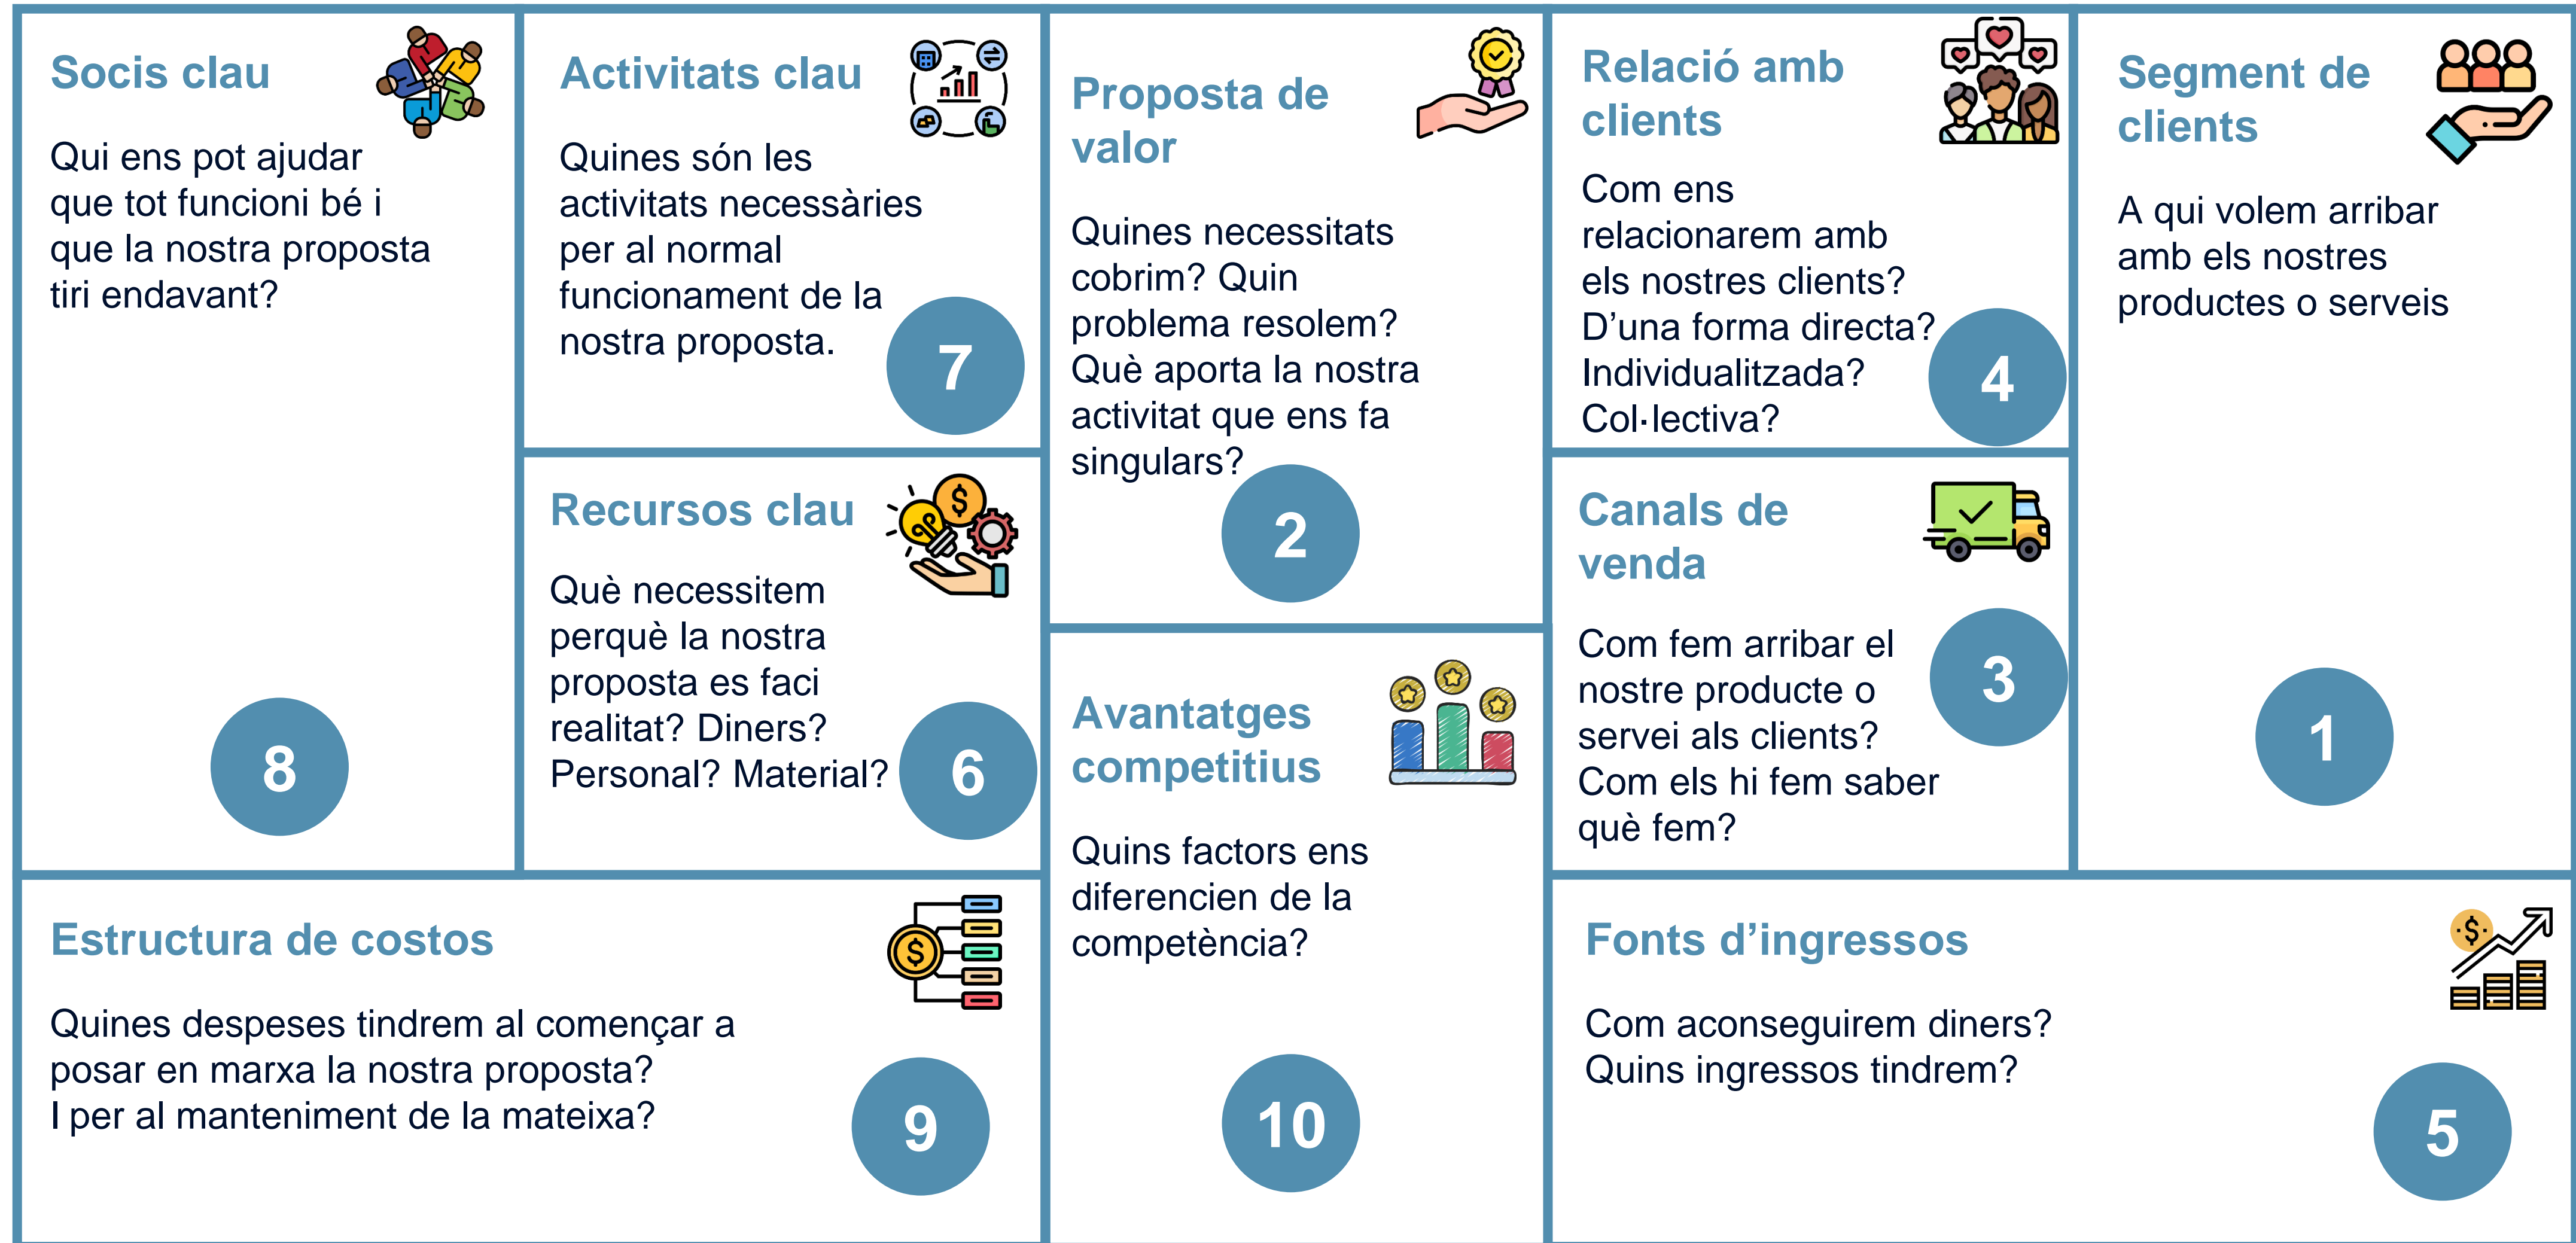 Socis clau
Qui ens pot ajudar
que tot funcioni bé i
que la nostra proposta
tiri endavant?
8
Activitats clau
Quines són les
activitats necessàries
per al normal
funcionament de la
nostra proposta.
7
Recursos clau
Què necessitem
perquè la nostra
proposta es faci
realitat? Diners?
Personal? Material?
6
Proposta de
valor
Quines necessitats
cobrim? Quin
problema resolem?
Què aporta la nostra
activitat que ens fa
singulars?
2
Avantatges
competitius
Quins factors ens
diferencien de la
competència?
10
Relació amb
clients
Com ens
relacionarem amb
els nostres clients?
D’una forma directa?
Individualitzada?
Col·lectiva?
4
Canals de
venda
Com fem arribar el
nostre producte o
servei als clients?
Com els hi fem saber
què fem?
3
Segment de
clients
A qui volem arribar
amb els nostres
productes o serveis
1
Estructura de costos
Quines despeses tindrem al començar a
posar en marxa la nostra proposta?
I per al manteniment de la mateixa?
9
Fonts d’ingressos
Com aconseguirem diners?
Quins ingressos tindrem?
5